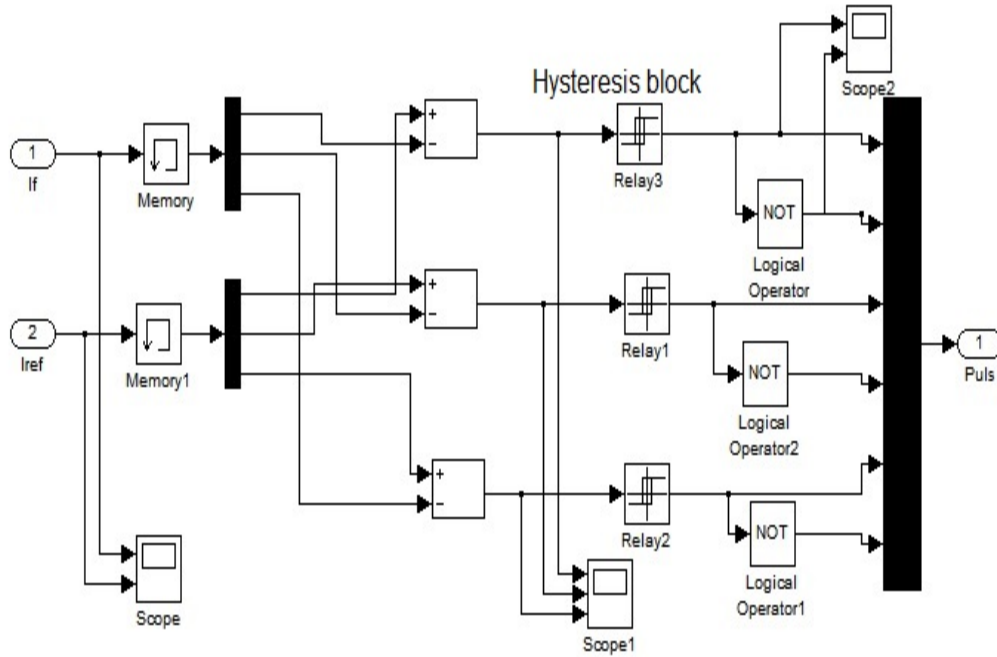 Hysteresis block
Scope2
1
If
Memory
+
−
Relay3
NOT
Logical
Operator
2
Iref
Memory1
+
−
Relay1
NOT
Logical
Operator2
1
Puls
+
−
Relay2
NOT
Logical
Operator1
Scope
Scope1